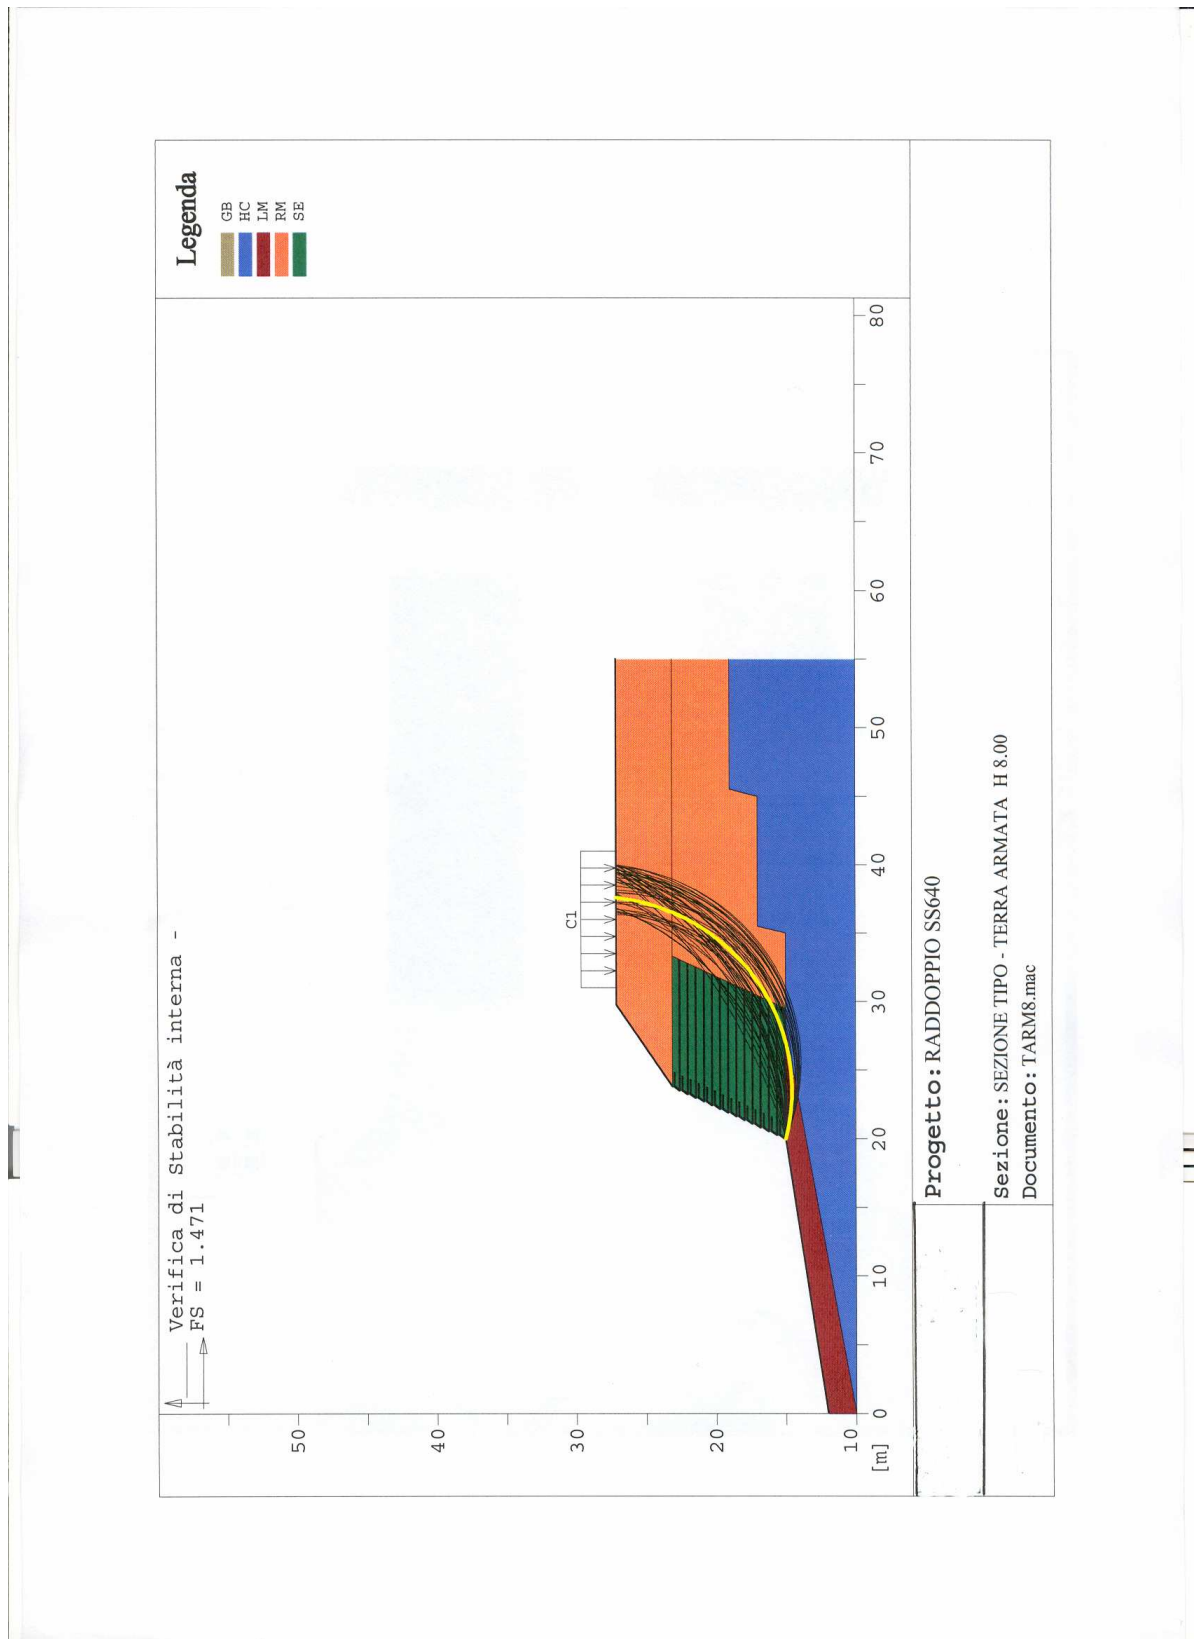 Verifica di Stabilità interna -
FS = 1.471
Legenda
GB
HC
LM
RM
SE
C1
50
40
30
20
10
[m]
0
10
20
30
40
50
60
70
80
Progetto: RADDOPPIO SS640
Sezione: SEZIONE TIPO - TERRA ARMATA H 8.00
Documento: TARM8.mac